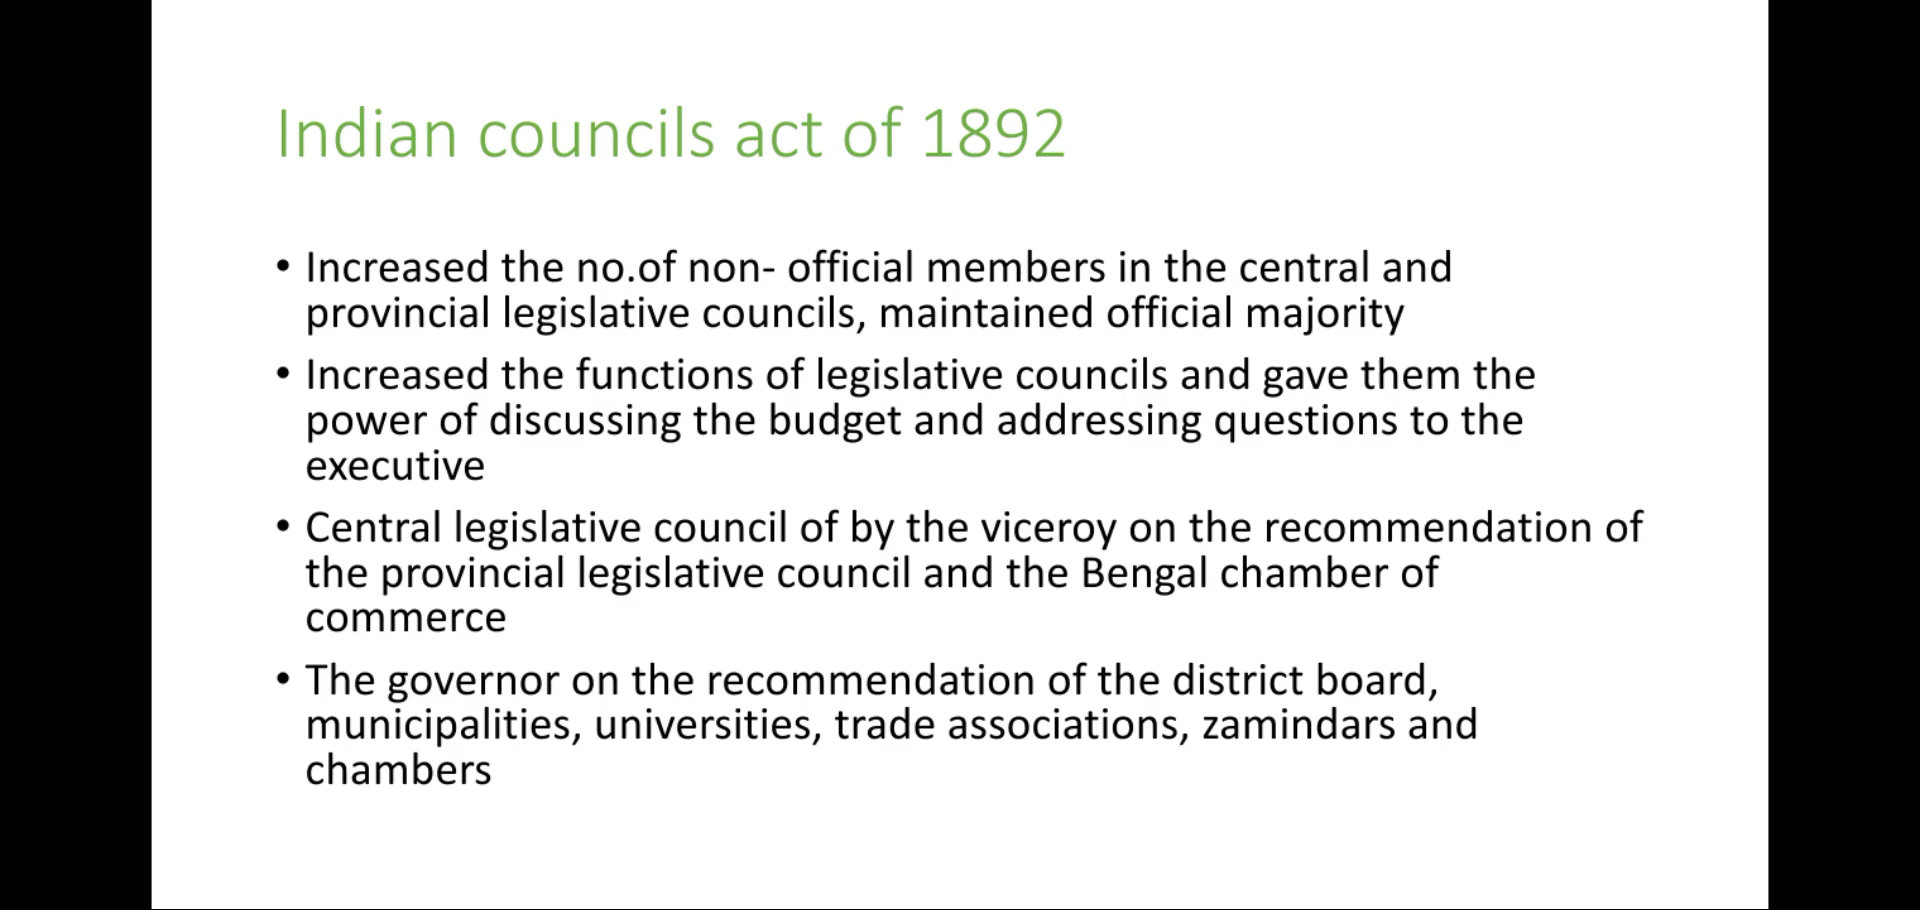 Indian councils act of 1892
• Increased the no.of non- official members in the central and
provincial legislative councils, maintained official majority
• Increased the functions of legislative councils and gave them the
power of discussing the budget and addressing questions to the
executive
• Central legislative council of by the viceroy on the recommendation of
the provincial legislative council and the Bengal chamber of
commerce
• The governor on the recommendation of the district board,
municipalities, universities, trade associations, zamindars and
chambers